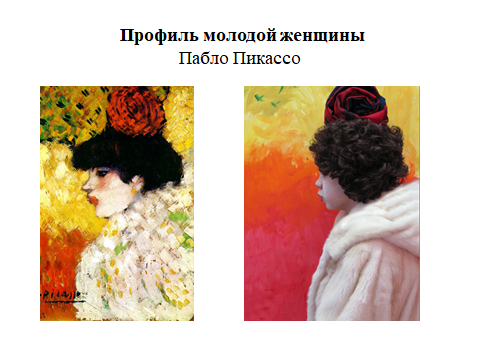 Профиль молодой женщины
Пабло Пикассо